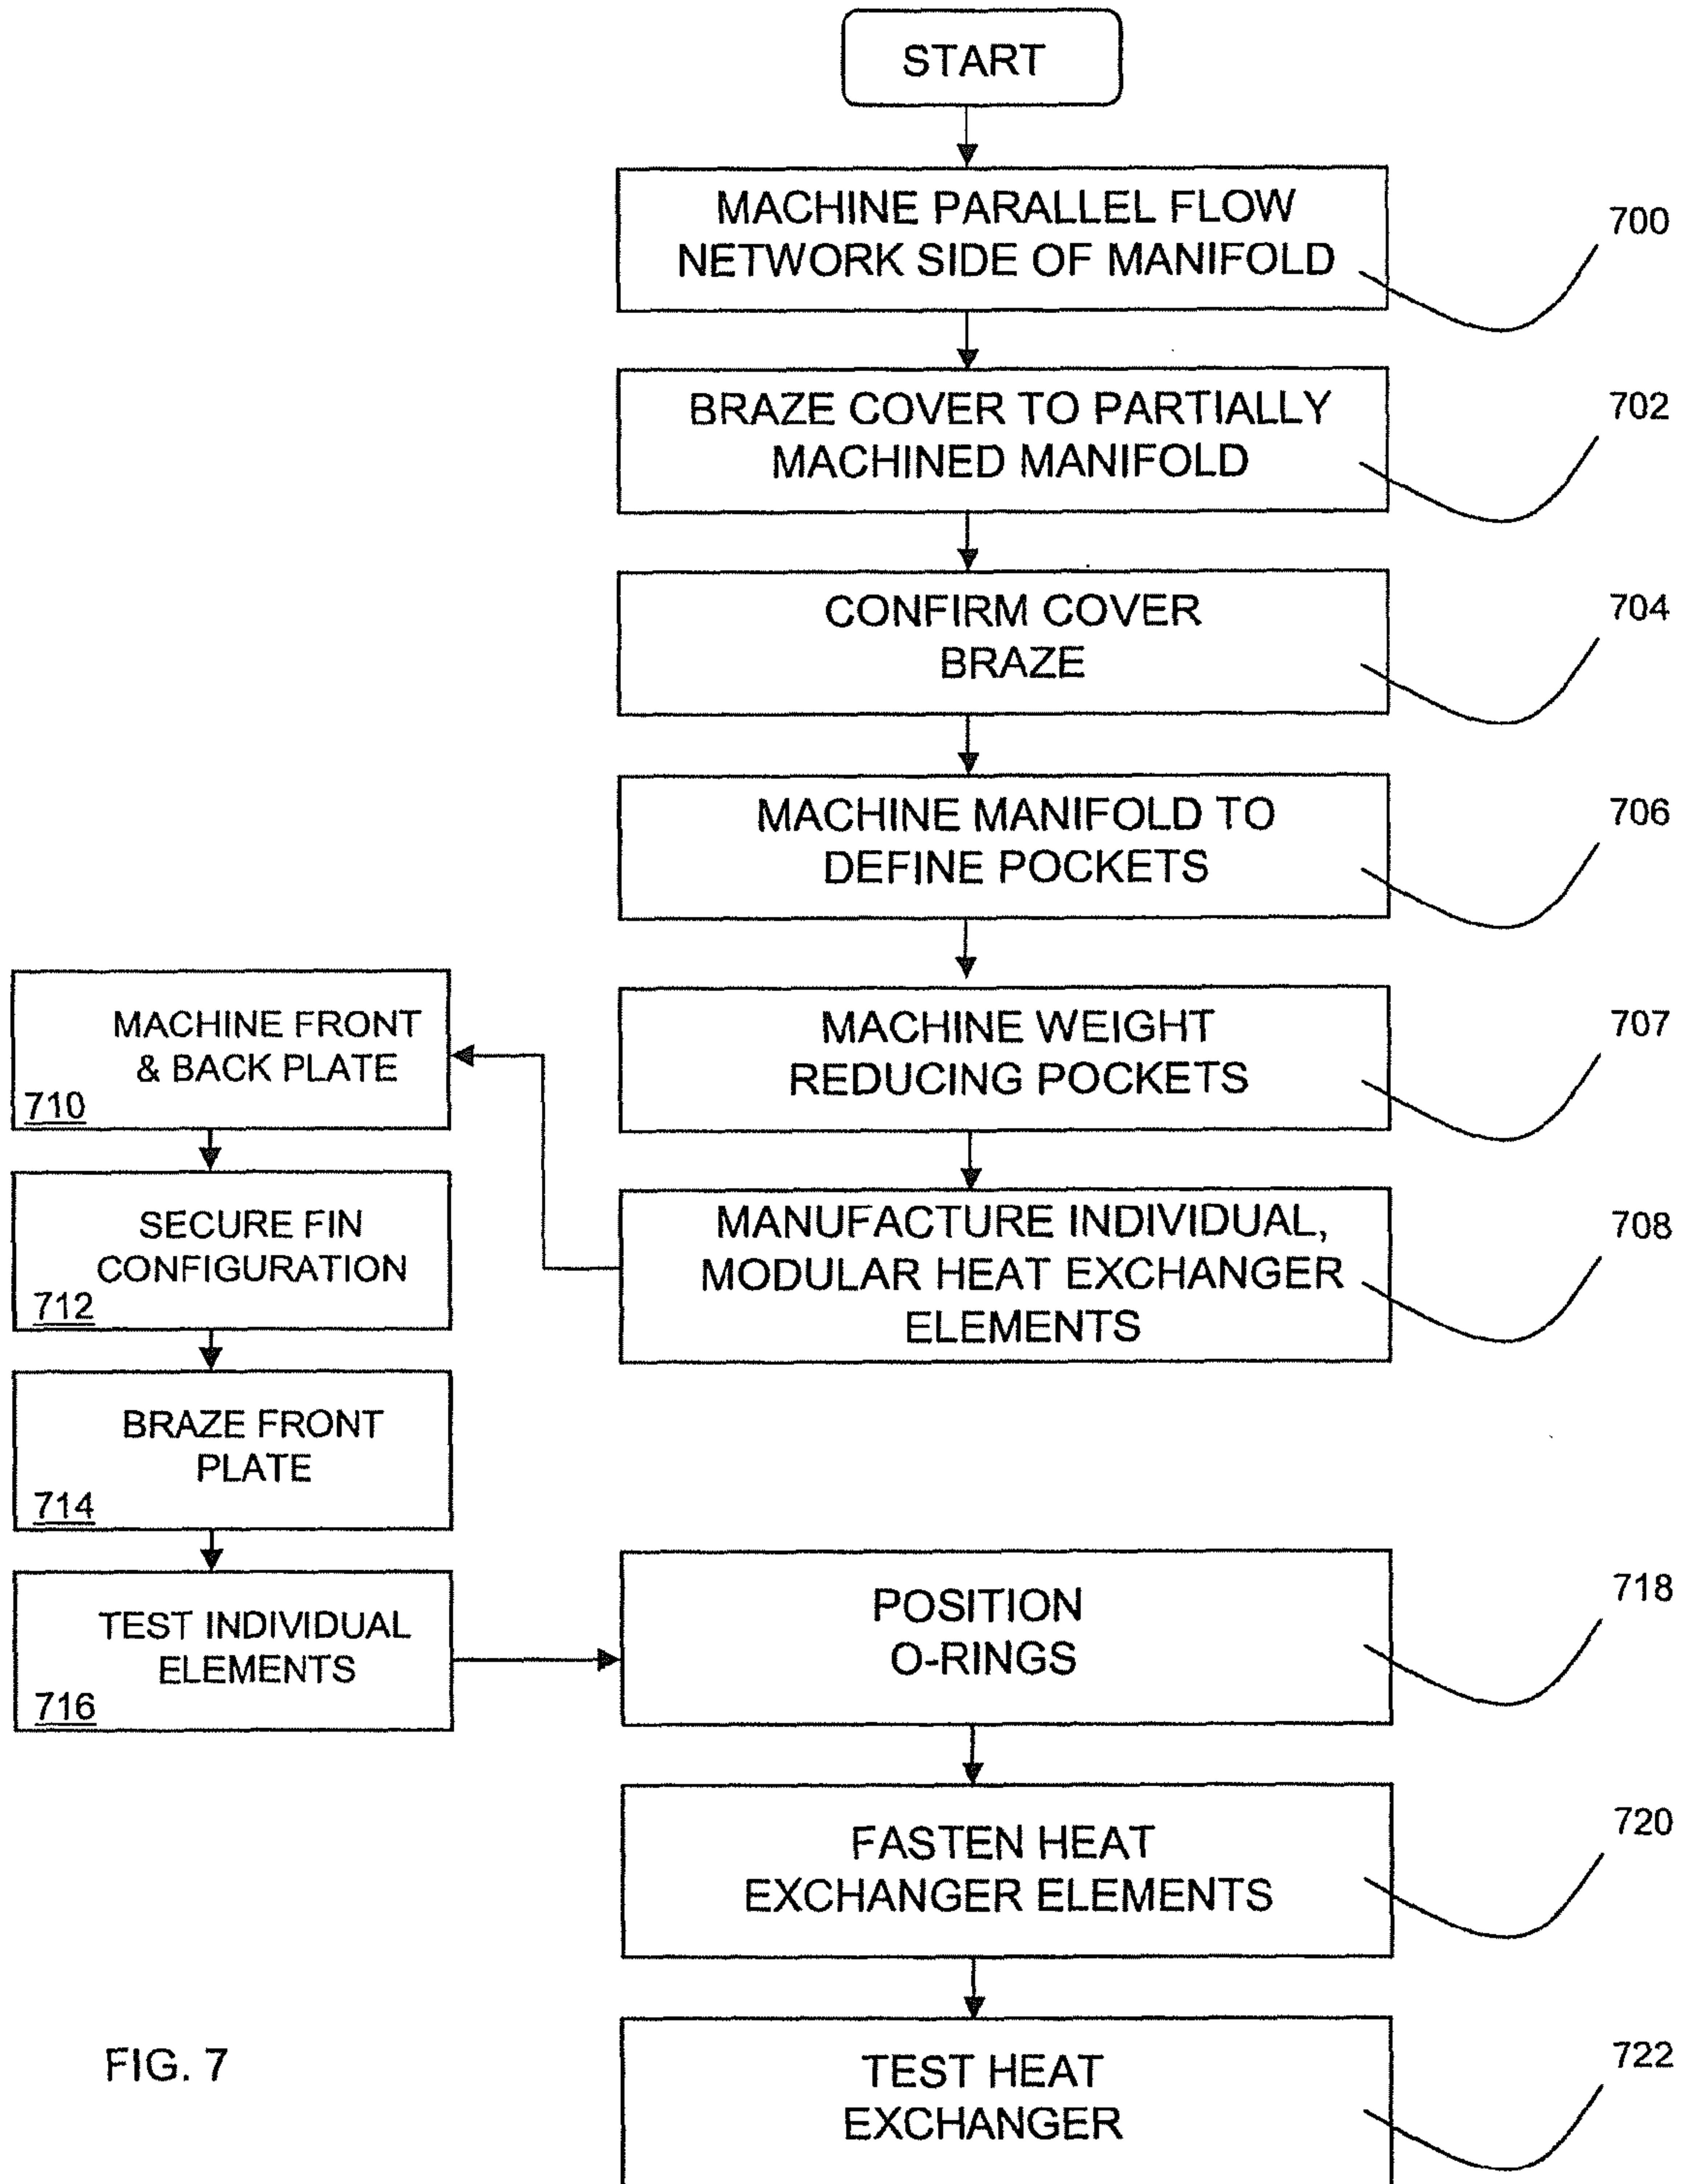 START
MACHINE PARALLEL FLOW
NETWORK SIDE OF MANIFOLD
700
BRAZE COVER TO PARTIALLY
MACHINED MANIFOLD
702
CONFIRM COVER
BRAZE
704
MACHINE MANIFOLD TO
DEFINE POCKETS
706
MACHINE WEIGHT
REDUCING POCKETS
707
MANUFACTURE INDIVIDUAL,
MODULAR HEAT EXCHANGER
ELEMENTS
708
MACHINE FRONT
& BACK PLATE
710
SECURE FIN
CONFIGURATION
712
BRAZE FRONT
PLATE
714
TEST INDIVIDUAL
ELEMENTS
716
POSITION
O-RINGS
718
FASTEN HEAT
EXCHANGER ELEMENTS
720
TEST HEAT
EXCHANGER
722
FIG. 7